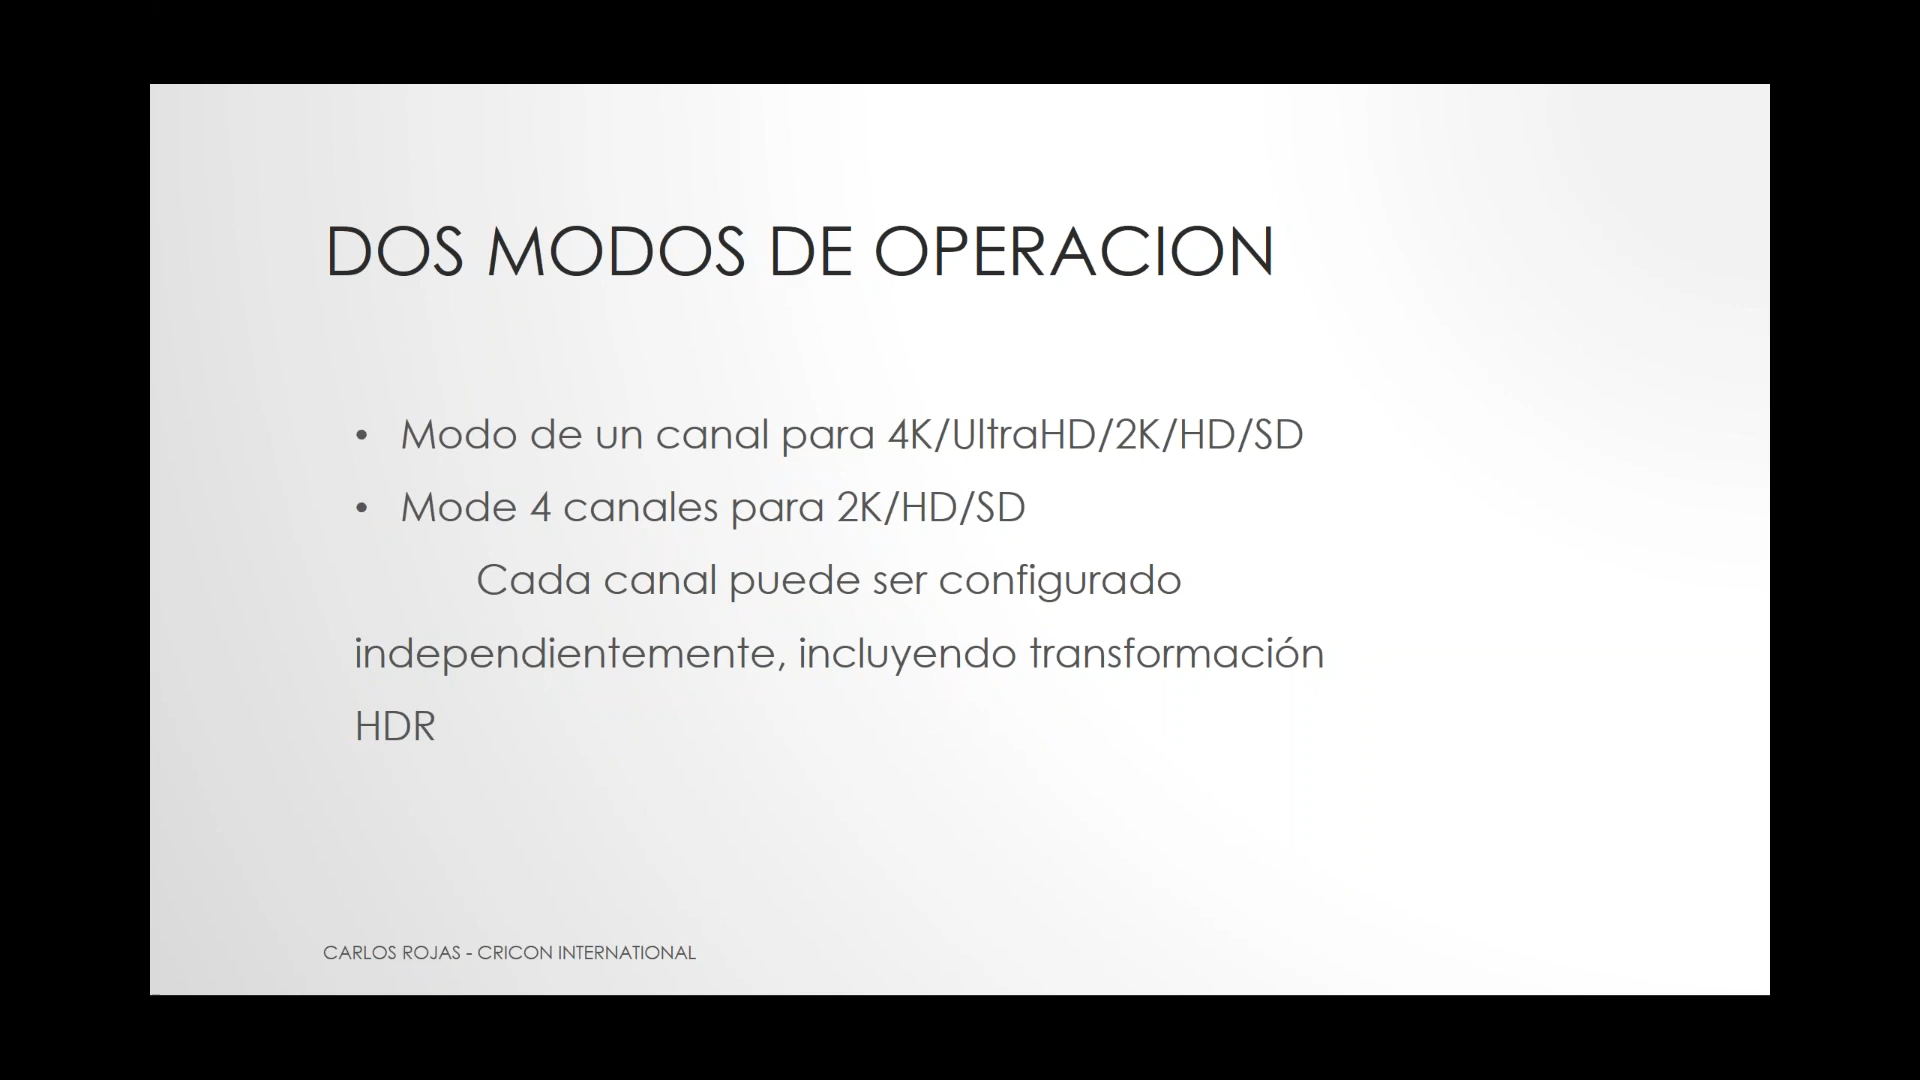 DOS MODOS DE OPERACION
• Modo de un canal para 4K/UltraHD/2K/HD/SD
• Mode 4 canales para 2K/HD/SD
Cada canal puede ser configurado
independientemente, incluyendo transformación
HDR
CARLOS ROJAS - CRICON INTERNATIONAL